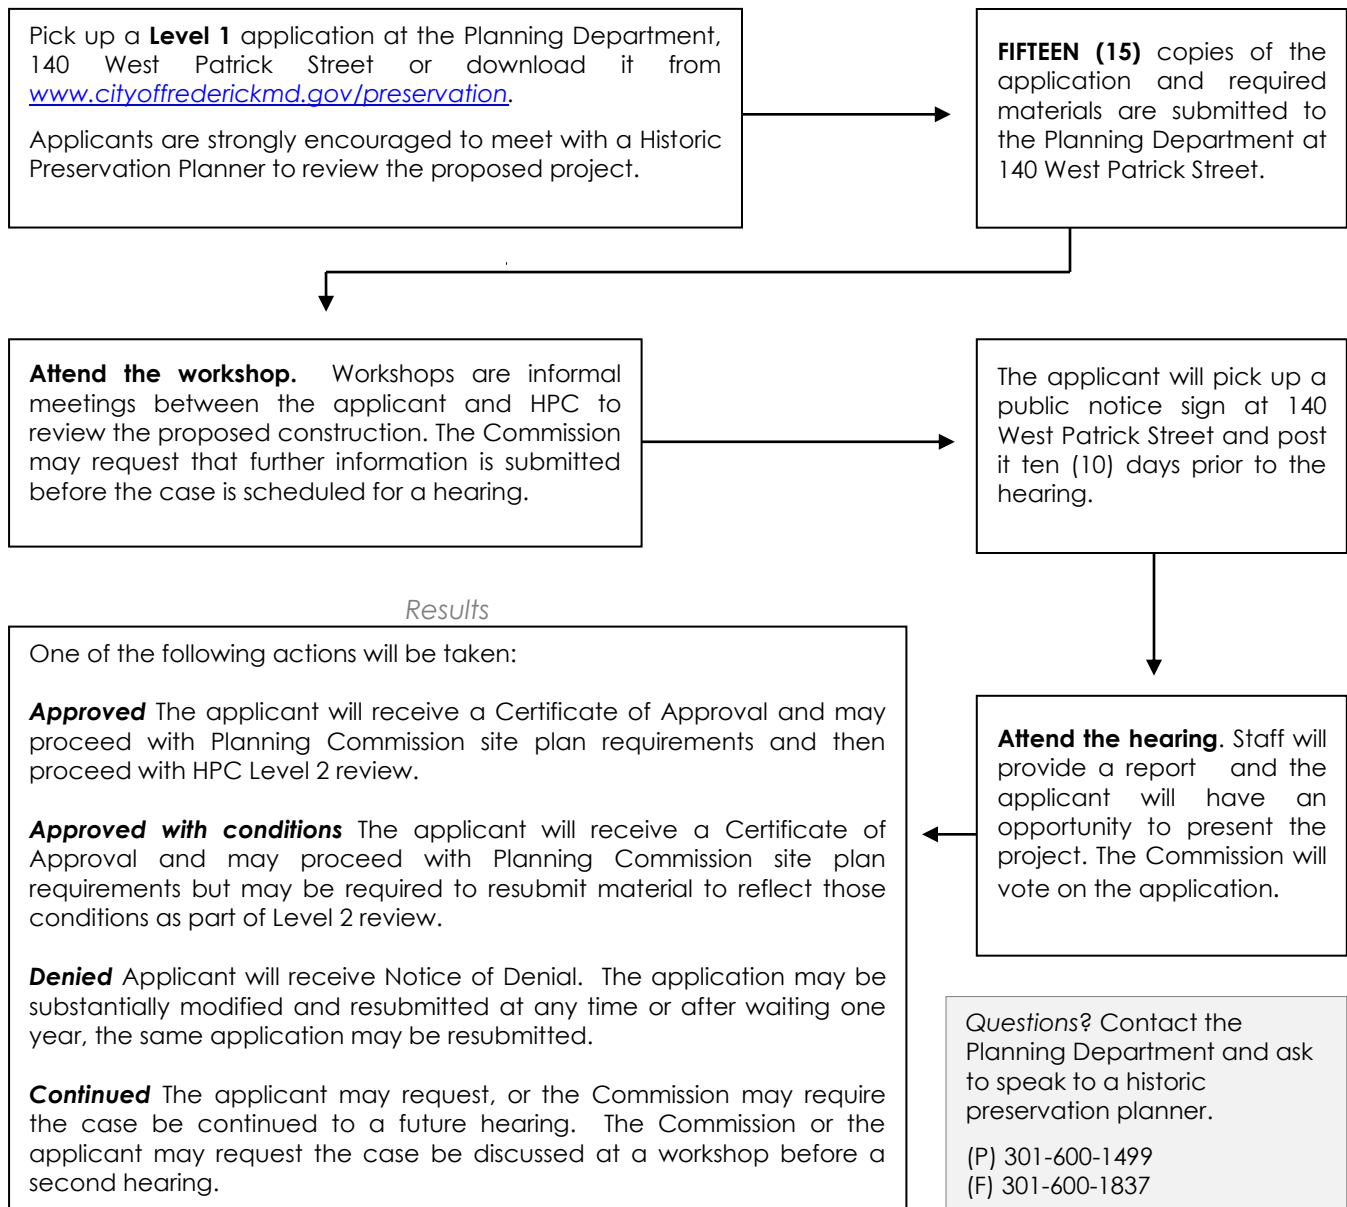 Pick up a Level 1 application at the Planning Department,
140 West Patrick Street or download it from
www.cityoffrederickmd.gov/preservation.
Applicants are strongly encouraged to meet with a Historic
Preservation Planner to review the proposed project.
FIFTEEN (15) copies of the
application and required
materials are submitted to
the Planning Department at
140 West Patrick Street.
Attend the workshop. Workshops are informal
meetings between the applicant and HPC to
review the proposed construction. The Commission
may request that further information is submitted
before the case is scheduled for a hearing.
The applicant will pick up a
public notice sign at 140
West Patrick Street and post
it ten (10) days prior to the
hearing.
Attend the hearing. Staff will
provide a report and the
applicant will have an
opportunity to present the
project. The Commission will
vote on the application.
Results
One of the following actions will be taken:
Approved The applicant will receive a Certificate of Approval and may
proceed with Planning Commission site plan requirements and then
proceed with HPC Level 2 review.
Approved with conditions The applicant will receive a Certificate of
Approval and may proceed with Planning Commission site plan
requirements but may be required to resubmit material to reflect those
conditions as part of Level 2 review.
Denied Applicant will receive Notice of Denial. The application may be
substantially modified and resubmitted at any time or after waiting one
year, the same application may be resubmitted.
Continued The applicant may request, or the Commission may require
the case be continued to a future hearing. The Commission or the
applicant may request the case be discussed at a workshop before a
second hearing.
Questions? Contact the
Planning Department and ask
to speak to a historic
preservation planner.
(P) 301-600-1499
(F) 301-600-1837